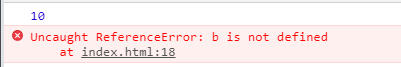 10
Uncaught ReferenceError: b is not defined
at index.html:18